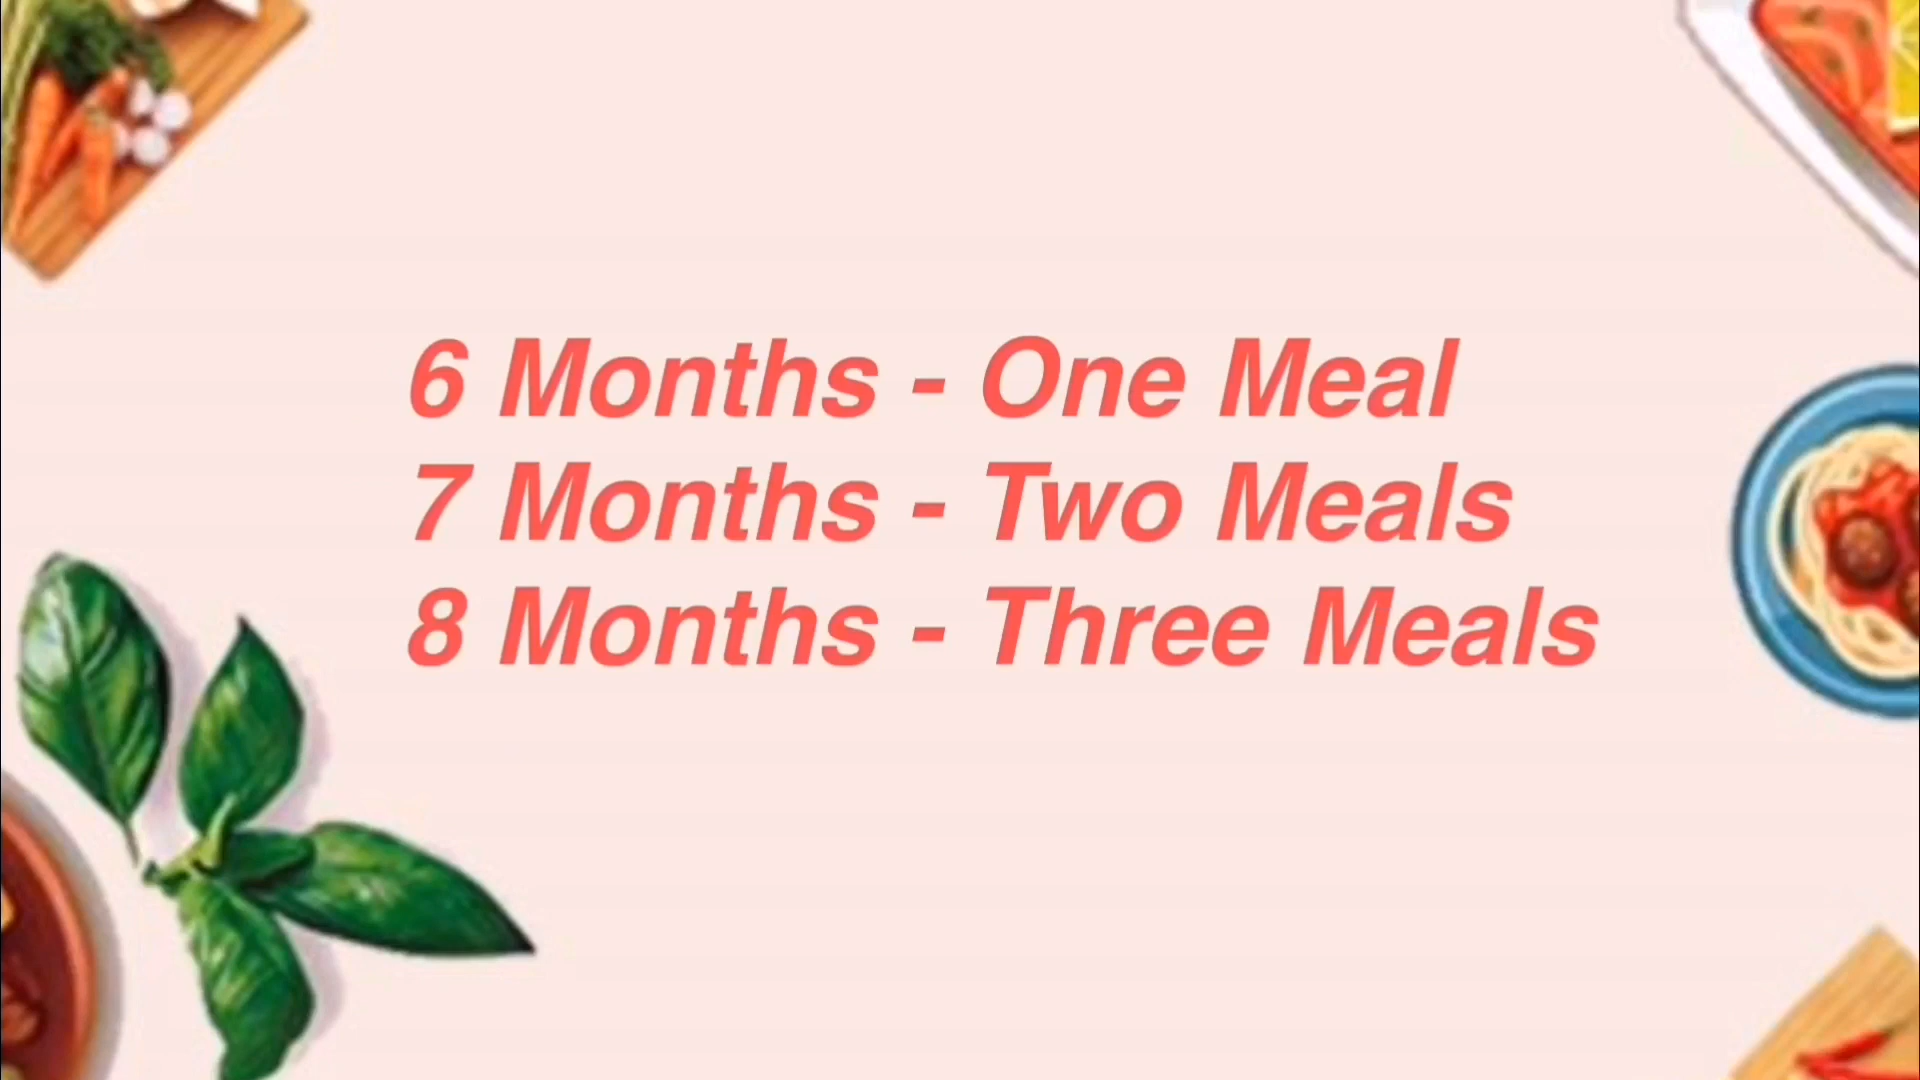 6 Months - One Meal
7 Months - Two Meals
8 Months - Three Meals